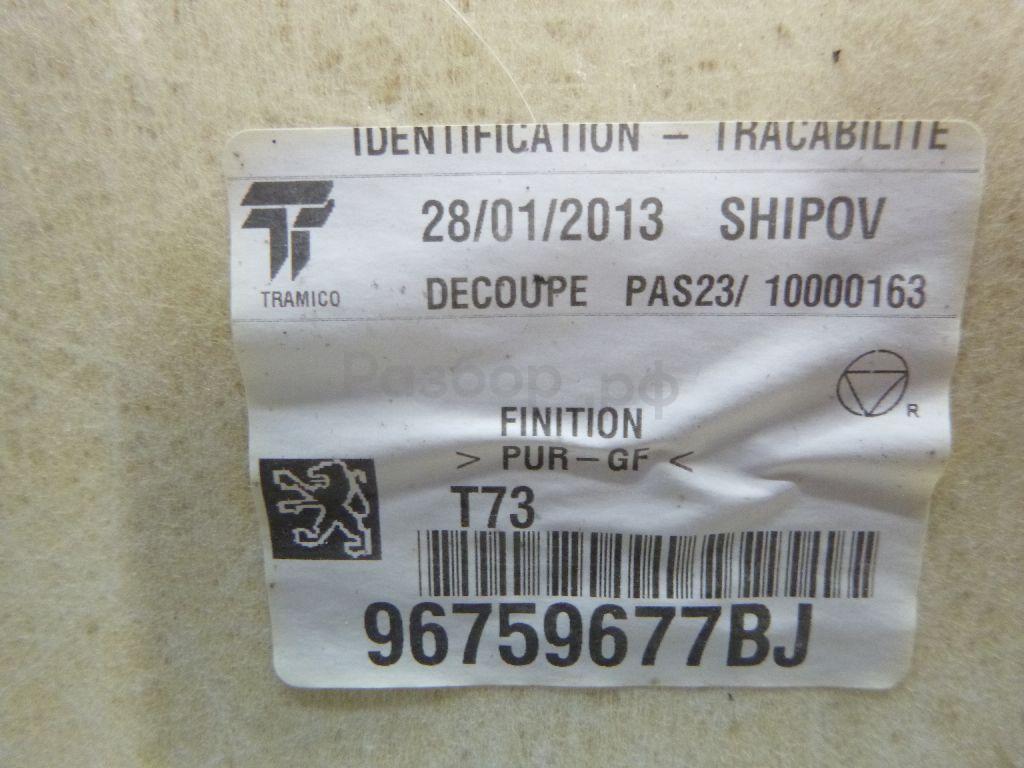 IDENTIFICATION - TRACABILITE
28/01/2013 SHIPOV
TRAMICO
DECOUPE PAS23/ 10000163
Разбор.рф
R
FINITION
> PUR-GF <
T73
96759677BJ